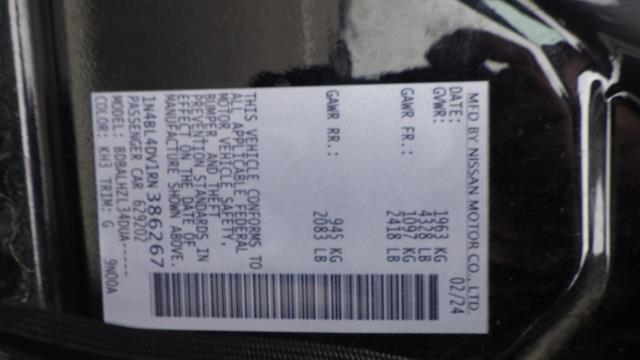 MFD BY NISSAN MOTOR CO., LTD.
DATE: 02/24
GVWR: 1963 KG
4328 LB
GAWR FR.: 1097 KG
2418 LB
GAWR RR.: 945 KG
2083 LB
THIS VEHICLE CONFORMS TO
ALL APPLICABLE FEDERAL
MOTOR VEHICLE SAFETY,
BUMPER AND THEFT
PREVENTION STANDARDS IN
EFFECT ON THE DATE OF
MANUFACTURE SHOWN ABOVE.
1N4BL4DV1RN386267
PASSENGER CAR 629202
MODEL: BDBALHZL34DUA----
COLOR: KH3 TRIM: G 9N00A